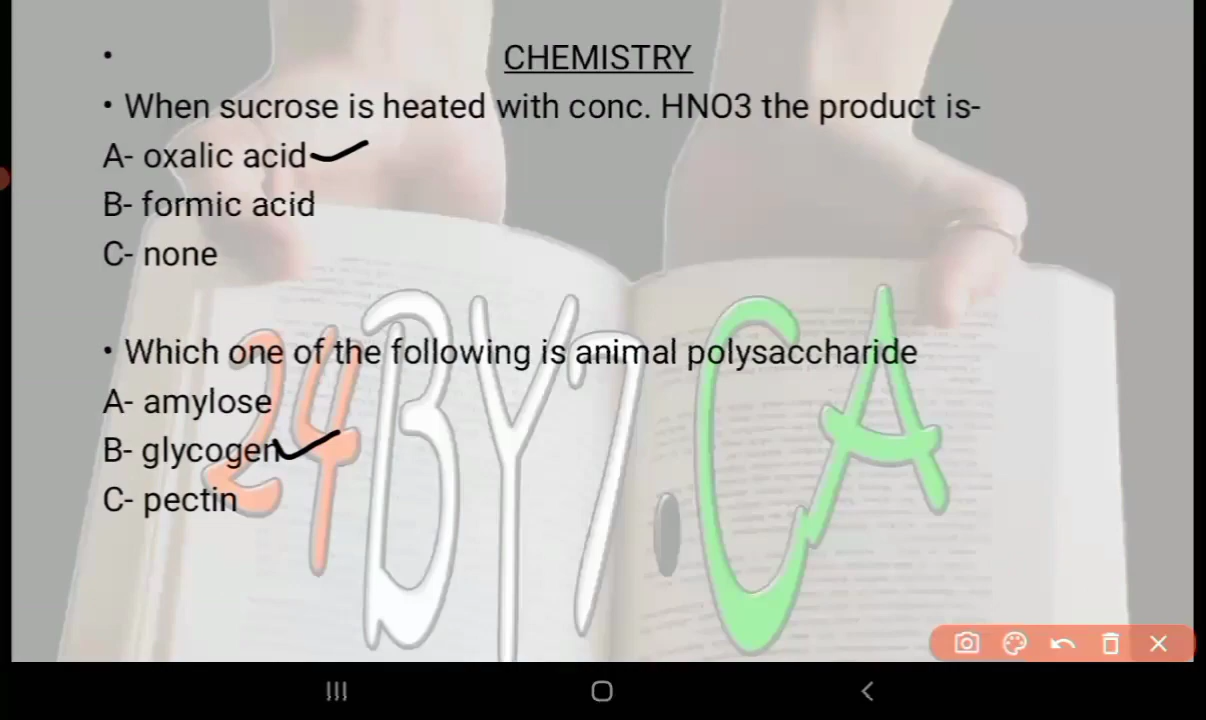 • CHEMISTRY
• When sucrose is heated with conc. HNO3 the product is-
A- oxalic acid
B- formic acid
C- none
• Which one of the following is animal polysaccharide
A- amylose
B- glycogen
C- pectin
24BY7.CA